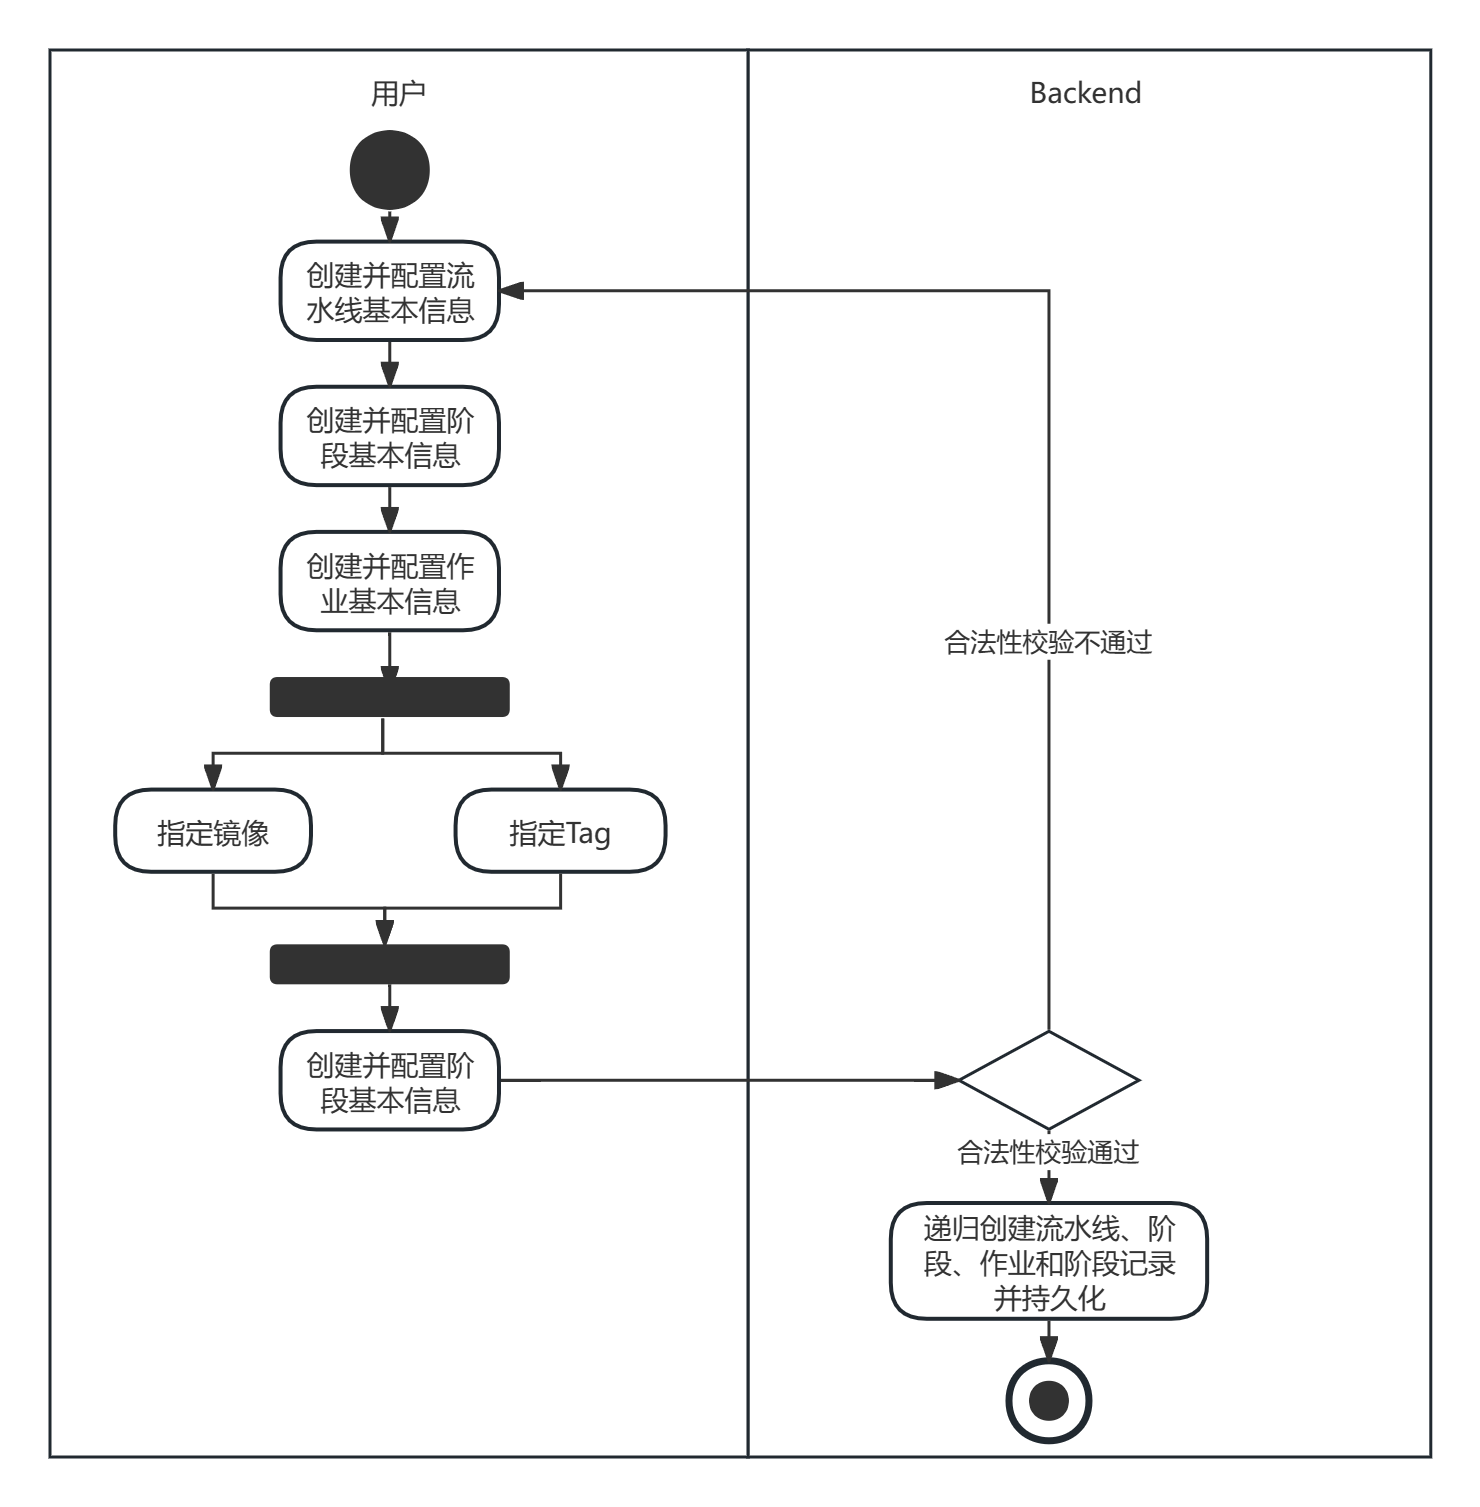 用户
Backend
创建并配置流
水线基本信息
创建并配置阶
段基本信息
创建并配置作
业基本信息
合法性校验不通过
指定镜像
指定Tag
创建并配置阶
段基本信息
合法性校验通过
递归创建流水线、阶
段、作业和阶段记录
并持久化